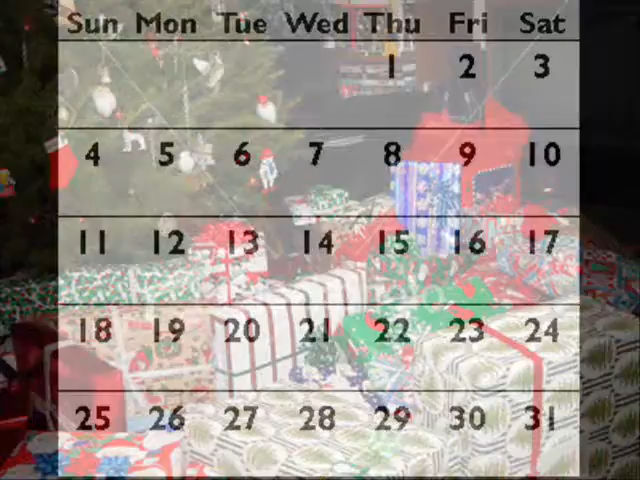 Sun Mon Tue Wed Thu Fri Sat
1 2 3
4 5 6 7 8 9 10
11 12 13 14 15 16 17
18 19 20 21 22 23 24
25 26 27 28 29 30 31